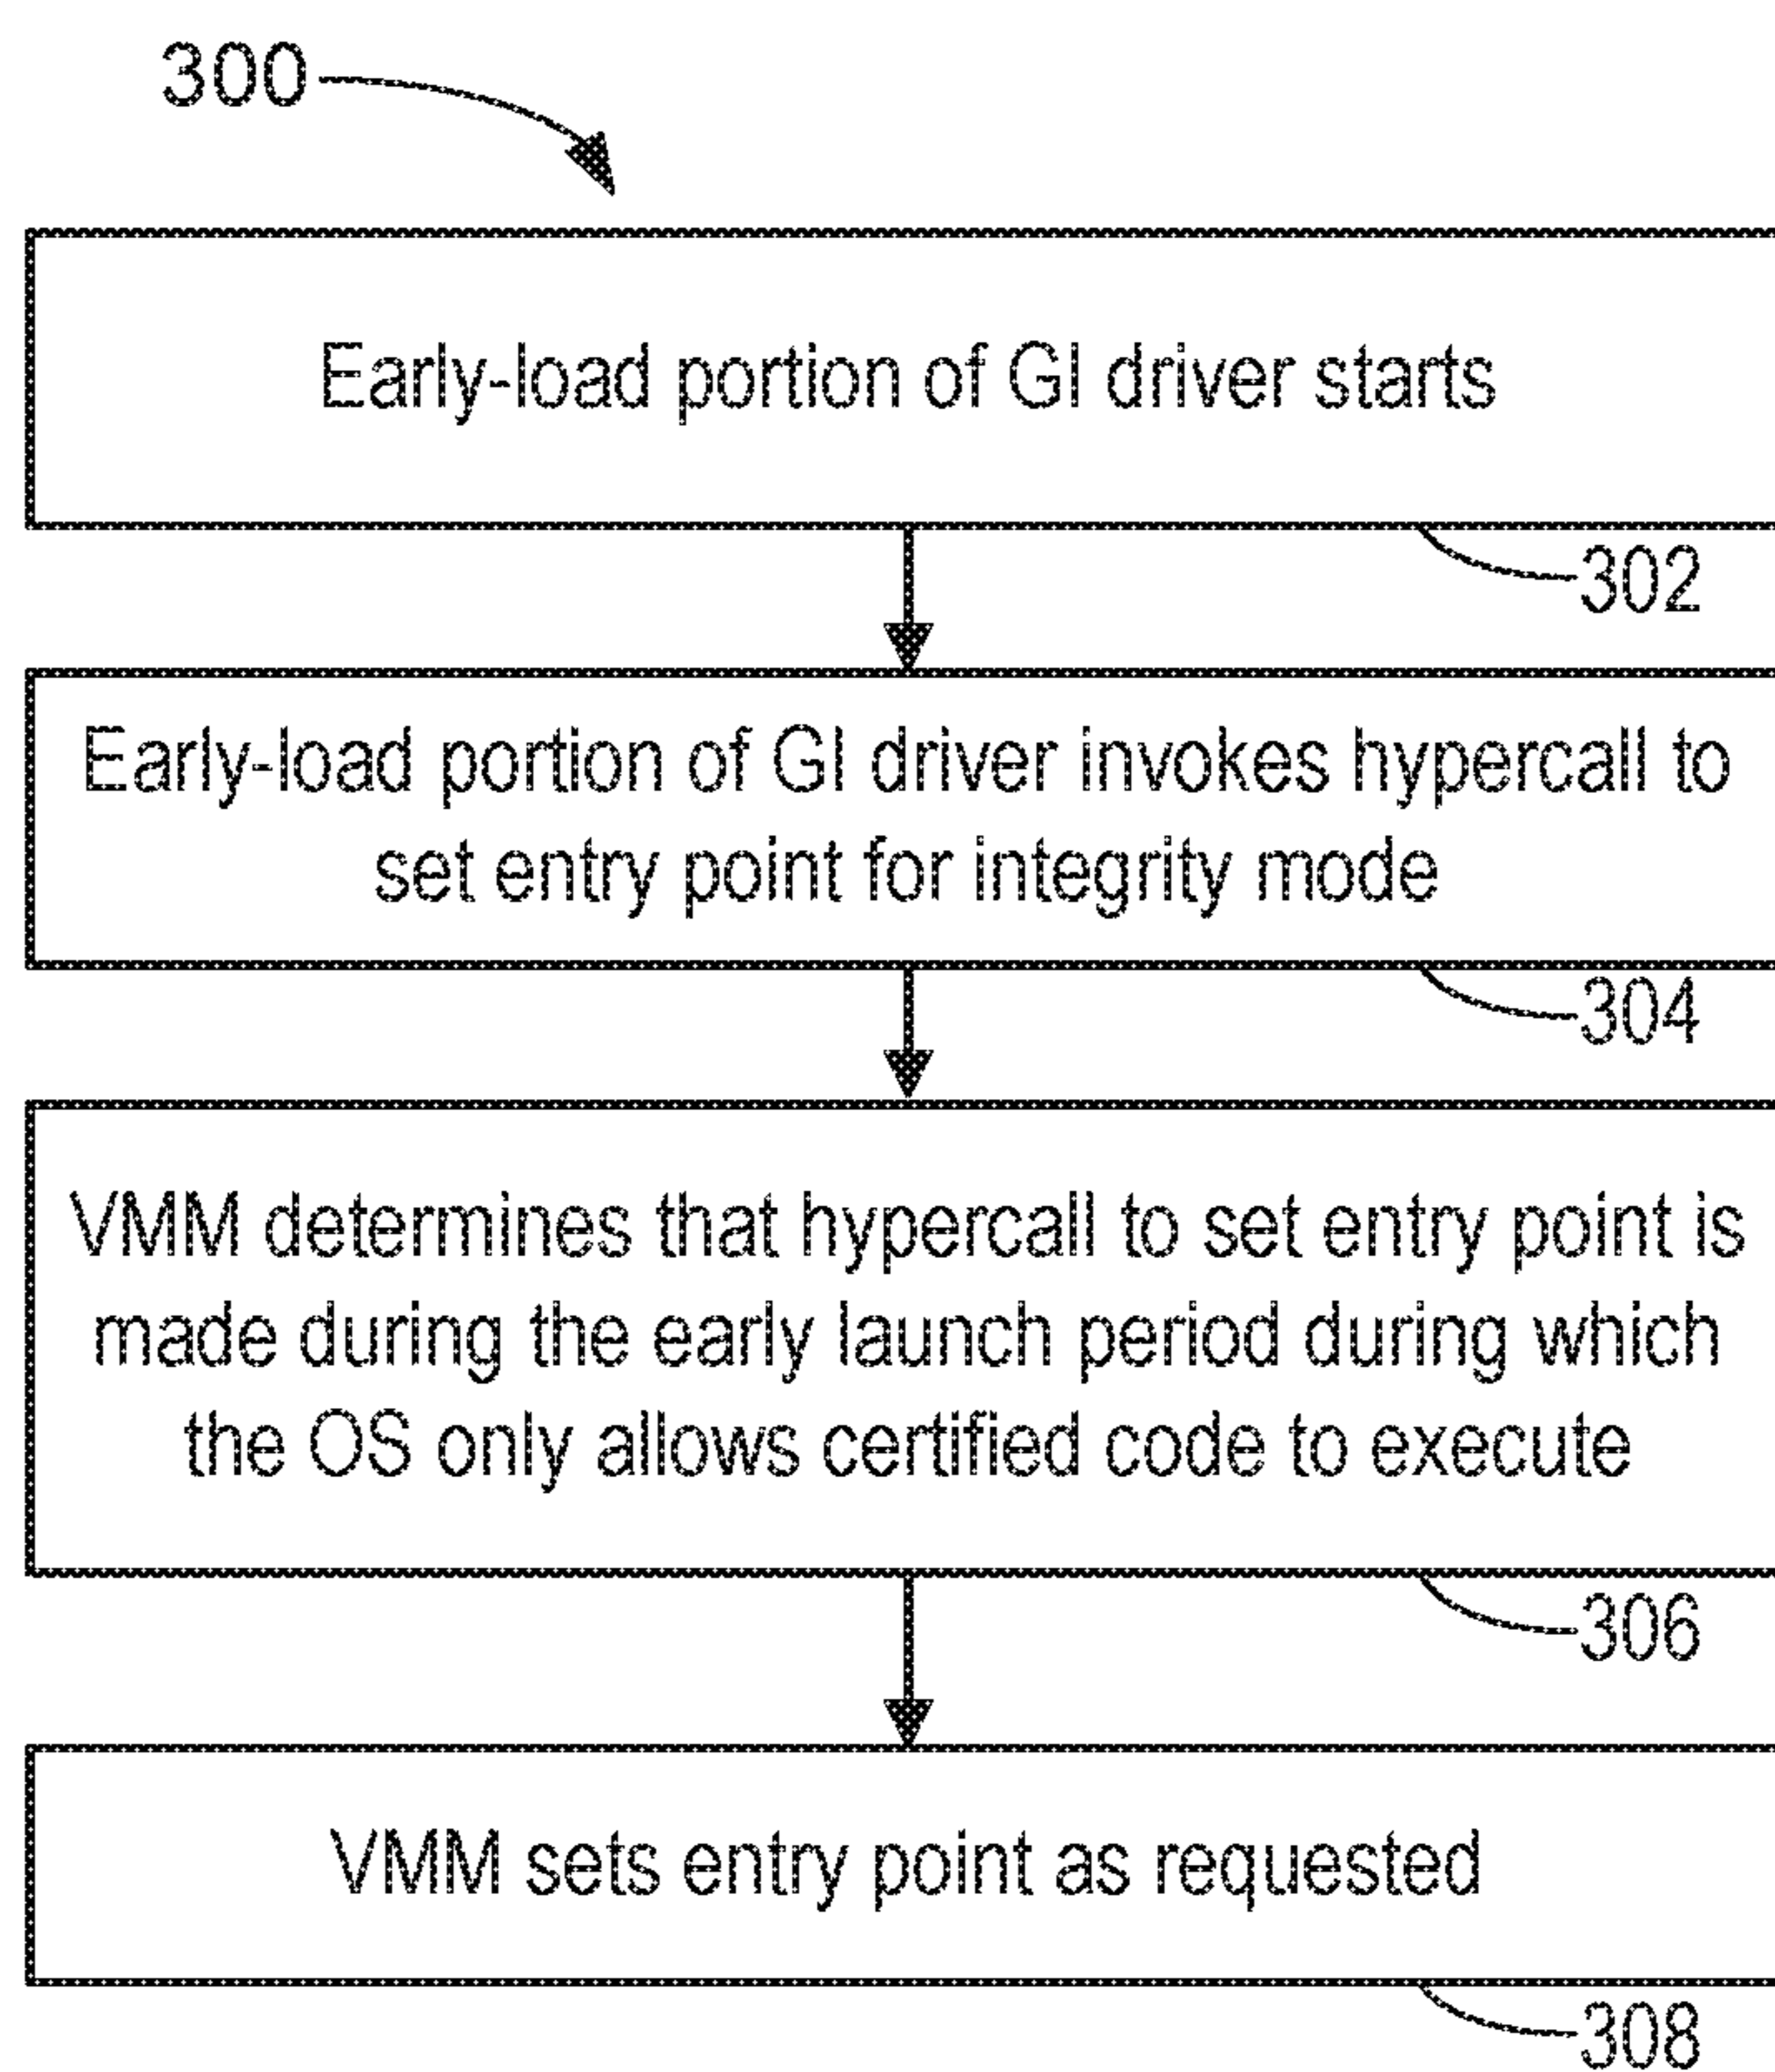 300
Early-load portion of GI driver starts
302
Early-load portion of GI driver invokes hypercall to
set entry point for integrity mode
304
VMM determines that hypercall to set entry point is
made during the early launch period during which
the OS only allows certified code to execute
306
VMM sets entry point as requested
308